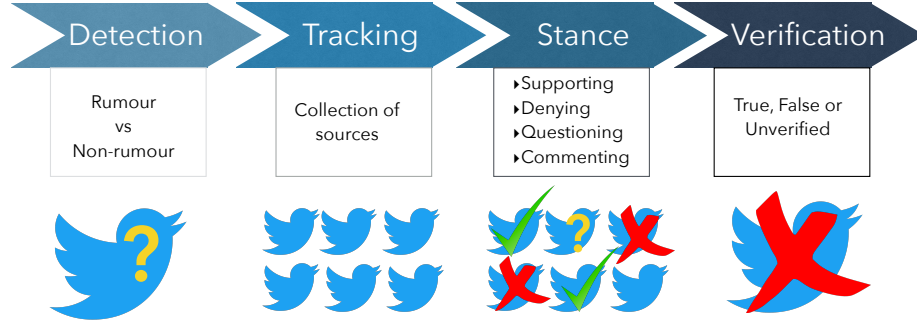 Detection
Tracking
Stance
Verification
Rumour
vs
Non-rumour
Collection of
sources
‣Supporting
‣Denying
‣Questioning
‣Commenting
True, False or
Unverified
?
?